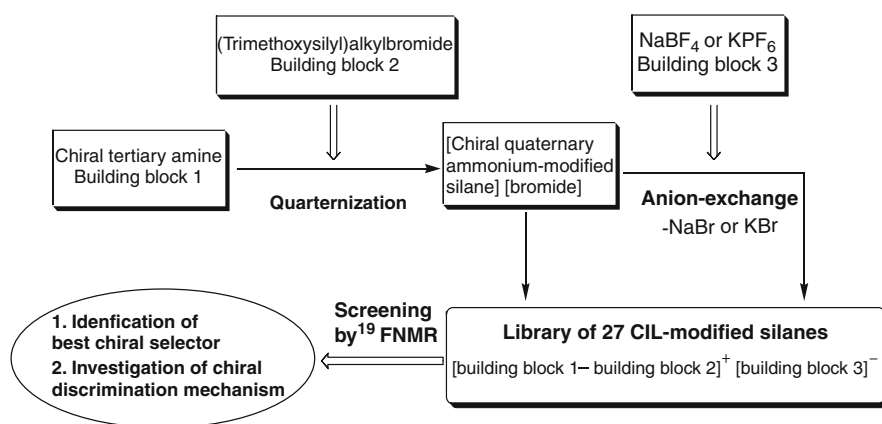 (Trimethoxysilyl)alkylbromide
Building block 2
NaBF4 or KPF6
Building block 3
Chiral tertiary amine
Building block 1
Quarternization
[Chiral quaternary
ammonium-modified
silane] [bromide]
Anion-exchange
-NaBr or KBr
1. Idenfication of
best chiral selector
2. Investigation of chiral
discrimination mechanism
Screening
by19 FNMR
Library of 27 CIL-modified silanes
[building block 1– building block 2]+ [building block 3]−